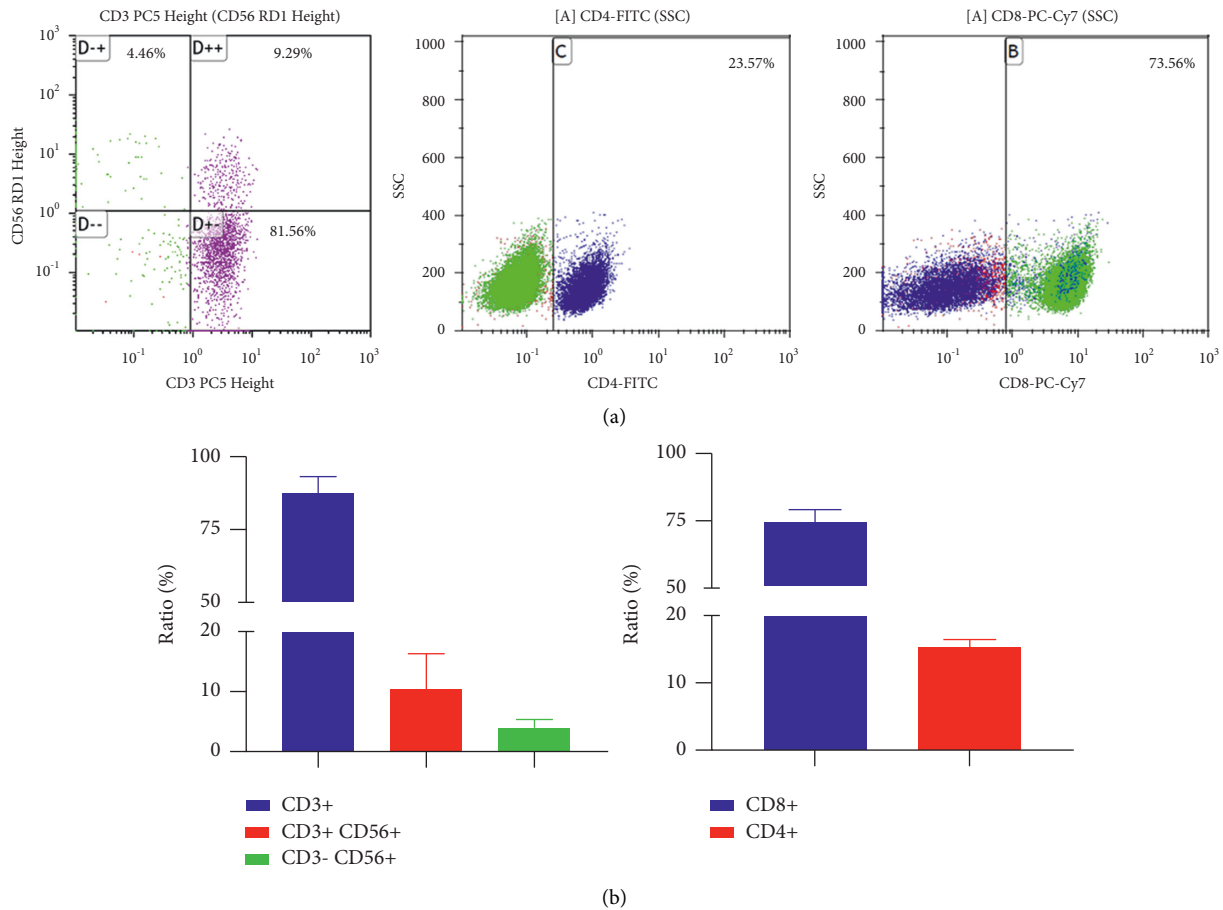 CD3 PC5 Height (CD56 RD1 Height)
[A] CD4-FITC (SSC)
[A] CD8-PC-Cy7 (SSC)
10³
10²
10¹
10⁰
10⁻¹
CD56 RD1 Height
D-+
4.46%
D++
9.29%
D--
D+-
81.56%
10⁻¹
10⁰
10¹
10²
10³
CD3 PC5 Height
1000
800
600
400
200
0
SSC
C
23.57%
10⁻¹
10⁰
10¹
10²
10³
CD4-FITC
1000
800
600
400
200
0
SSC
B
73.56%
10⁻¹
10⁰
10¹
10²
10³
CD8-PC-Cy7
(a)
100
75
50
20
10
0
Ratio (%)
CD3+
CD3+ CD56+
CD3- CD56+
100
75
50
20
10
0
Ratio (%)
CD8+
CD4+
(b)